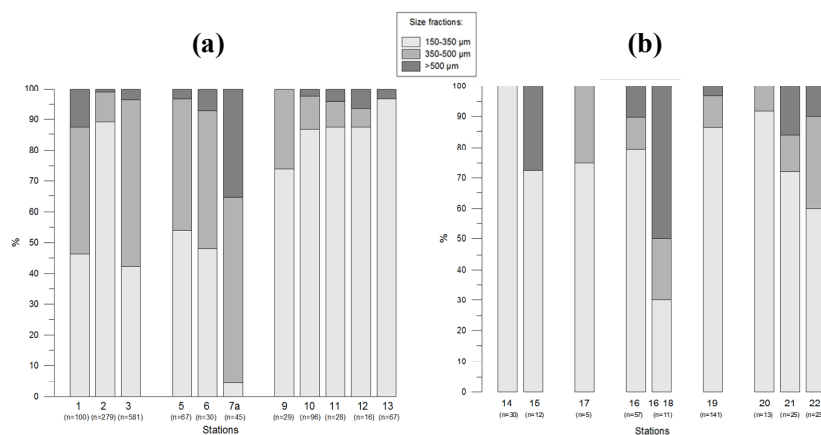 Size fractions:
(a)
(b)
150-350 µm
350-500 µm
>500 µm
100
90
80
70
60
50
40
30
20
10
0
%
1 2 3 5 6 7a 9 10 11 12 13
(n=100) (n=279) (n=581) (n=67) (n=30) (n=45) (n=29) (n=96) (n=28) (n=16) (n=67)
Stations
100
90
80
70
60
50
40
30
20
10
0
%
14 15 17 16 16 18 19 20 21 22
(n=30) (n=12) (n=5) (n=57) (n=11) (n=141) (n=13) (n=25) (n=23
Stations